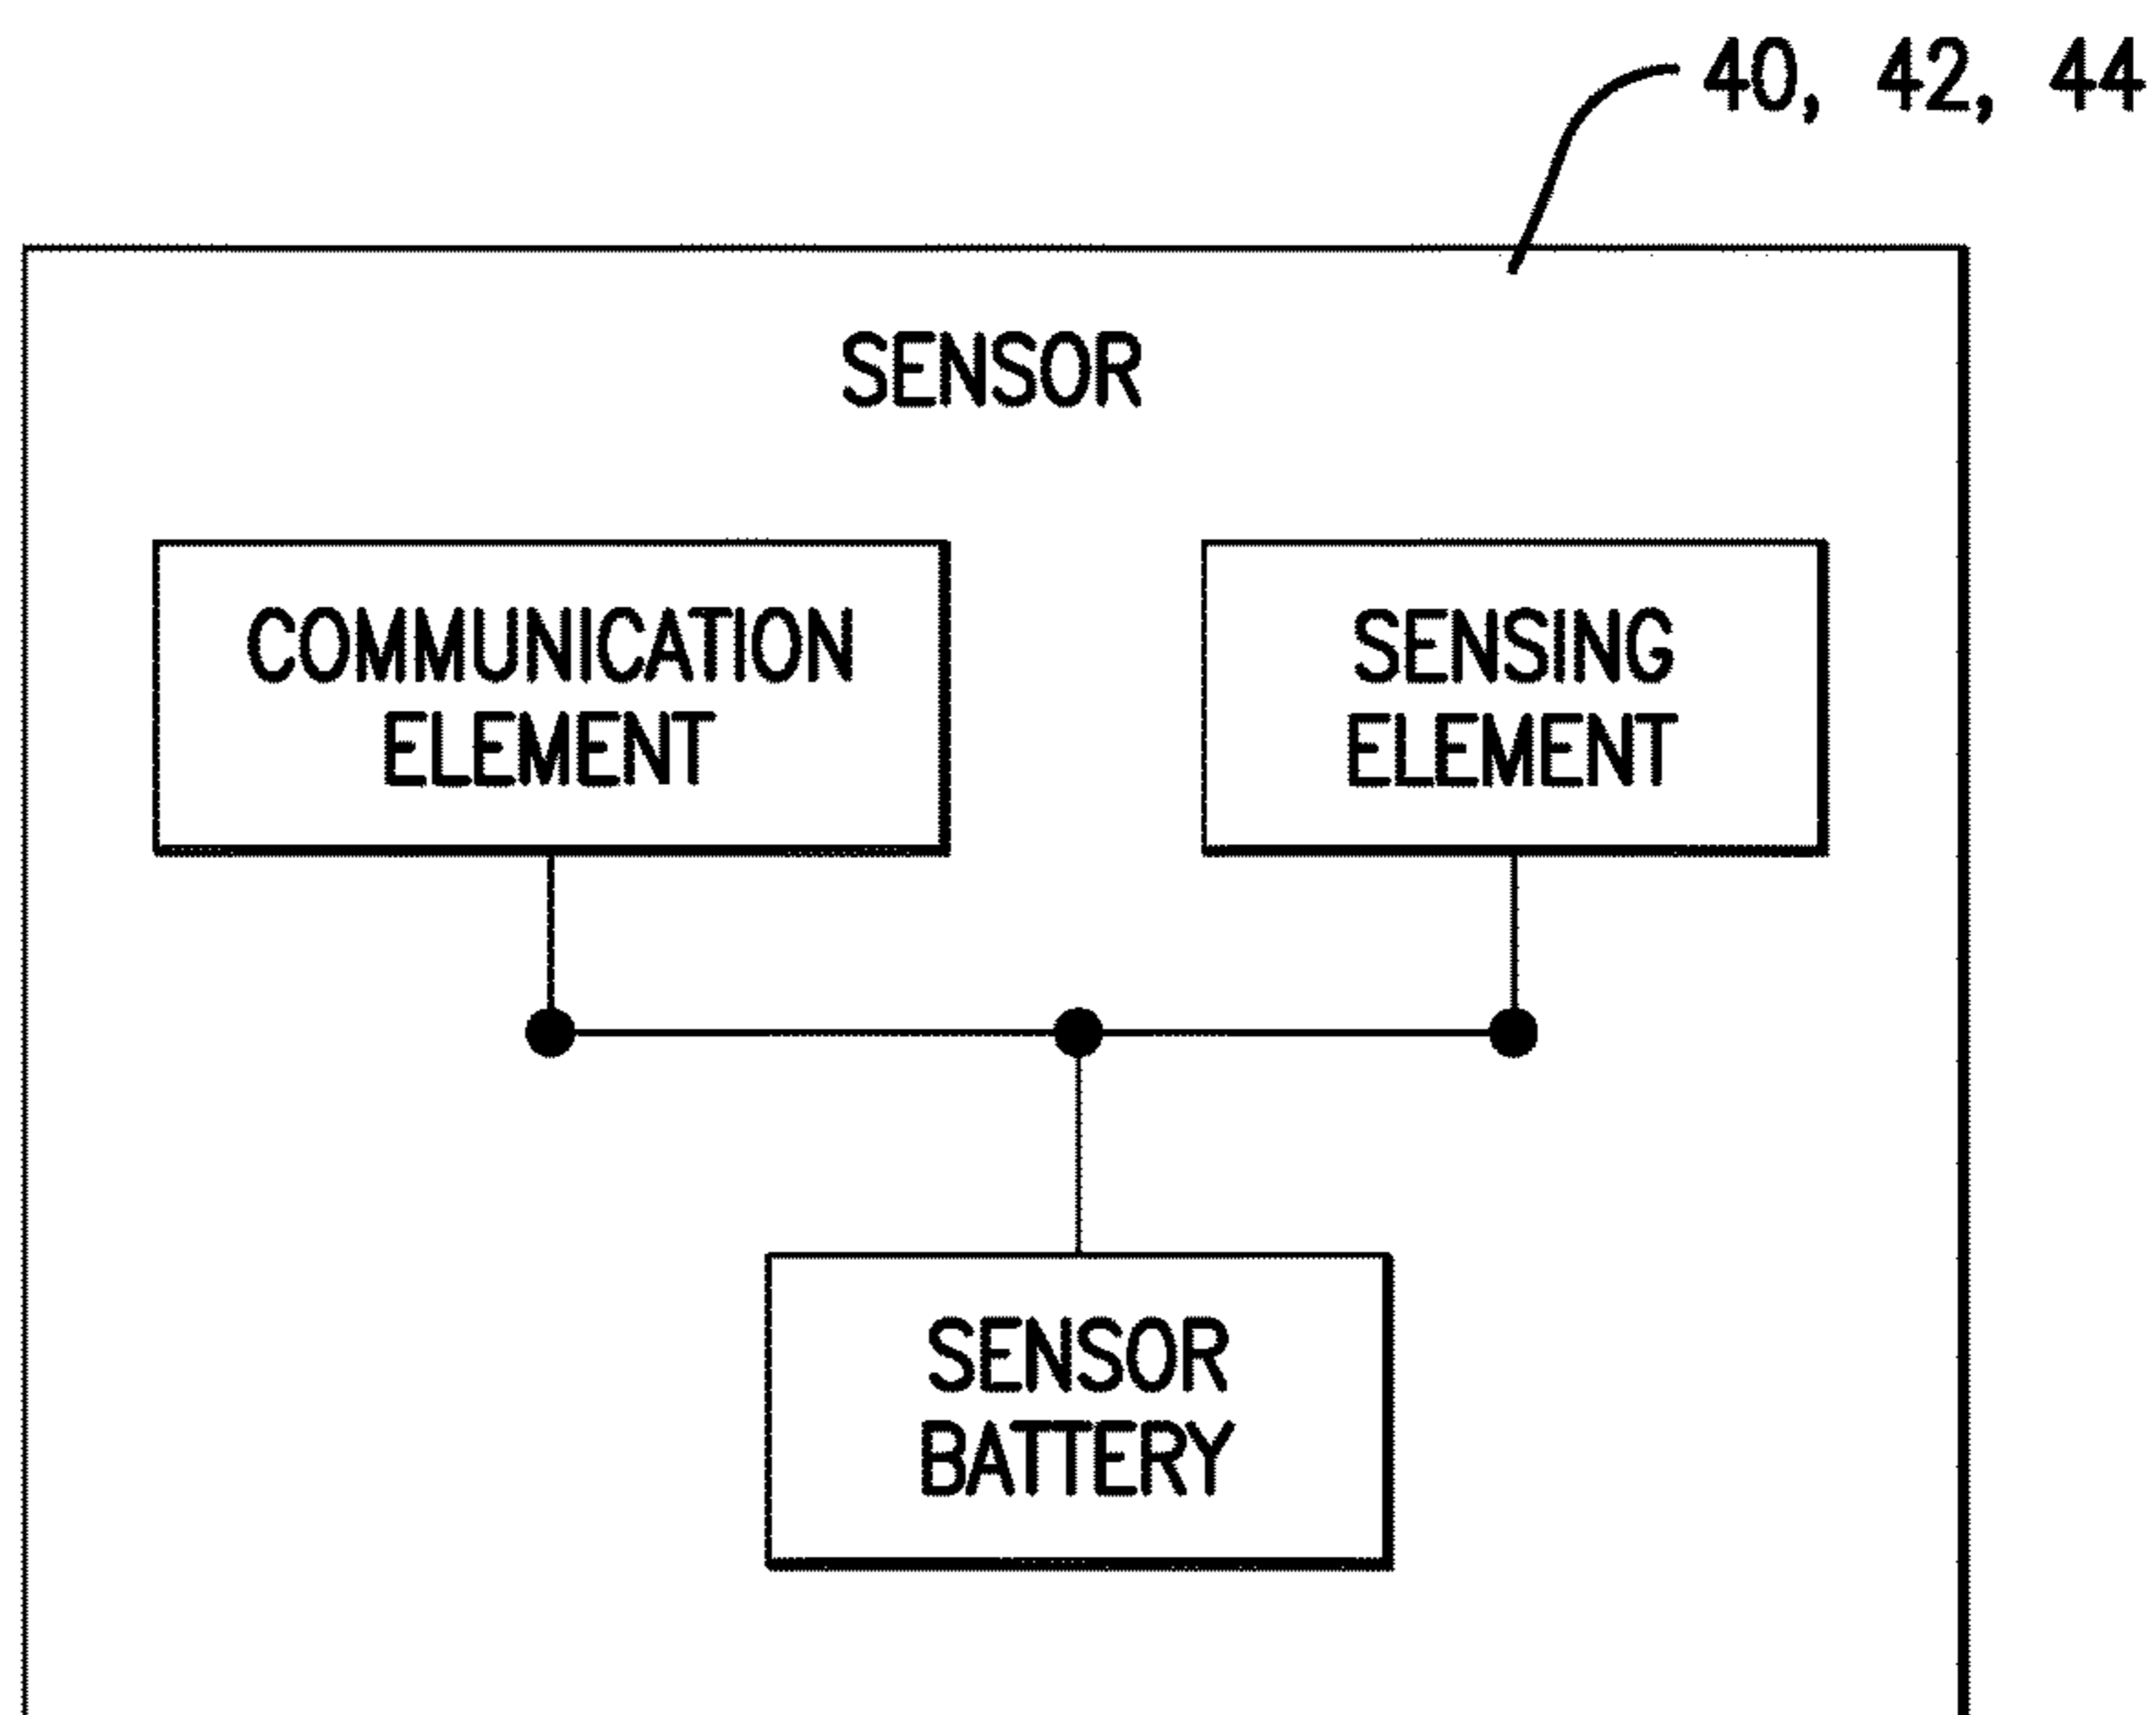 40, 42, 44
SENSOR
COMMUNICATION
ELEMENT
SENSING
ELEMENT
SENSOR
BATTERY